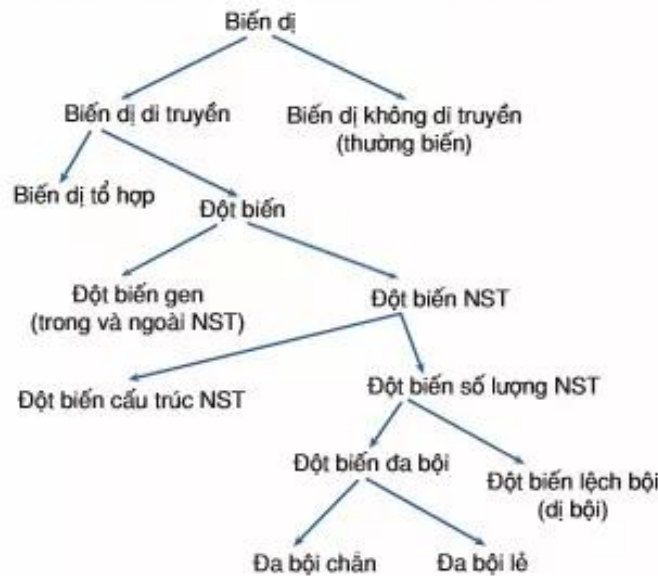 Biến dị
Biến dị di truyền
Biến dị không di truyền
(thường biến)
Biến dị tổ hợp
Đột biến
Đột biến gen
(trong và ngoài NST)
Đột biến NST
Đột biến cấu trúc NST
Đột biến số lượng NST
Đột biến đa bội
Đột biến lệch bội
(dị bội)
Đa bội chẵn
Đa bội lẻ